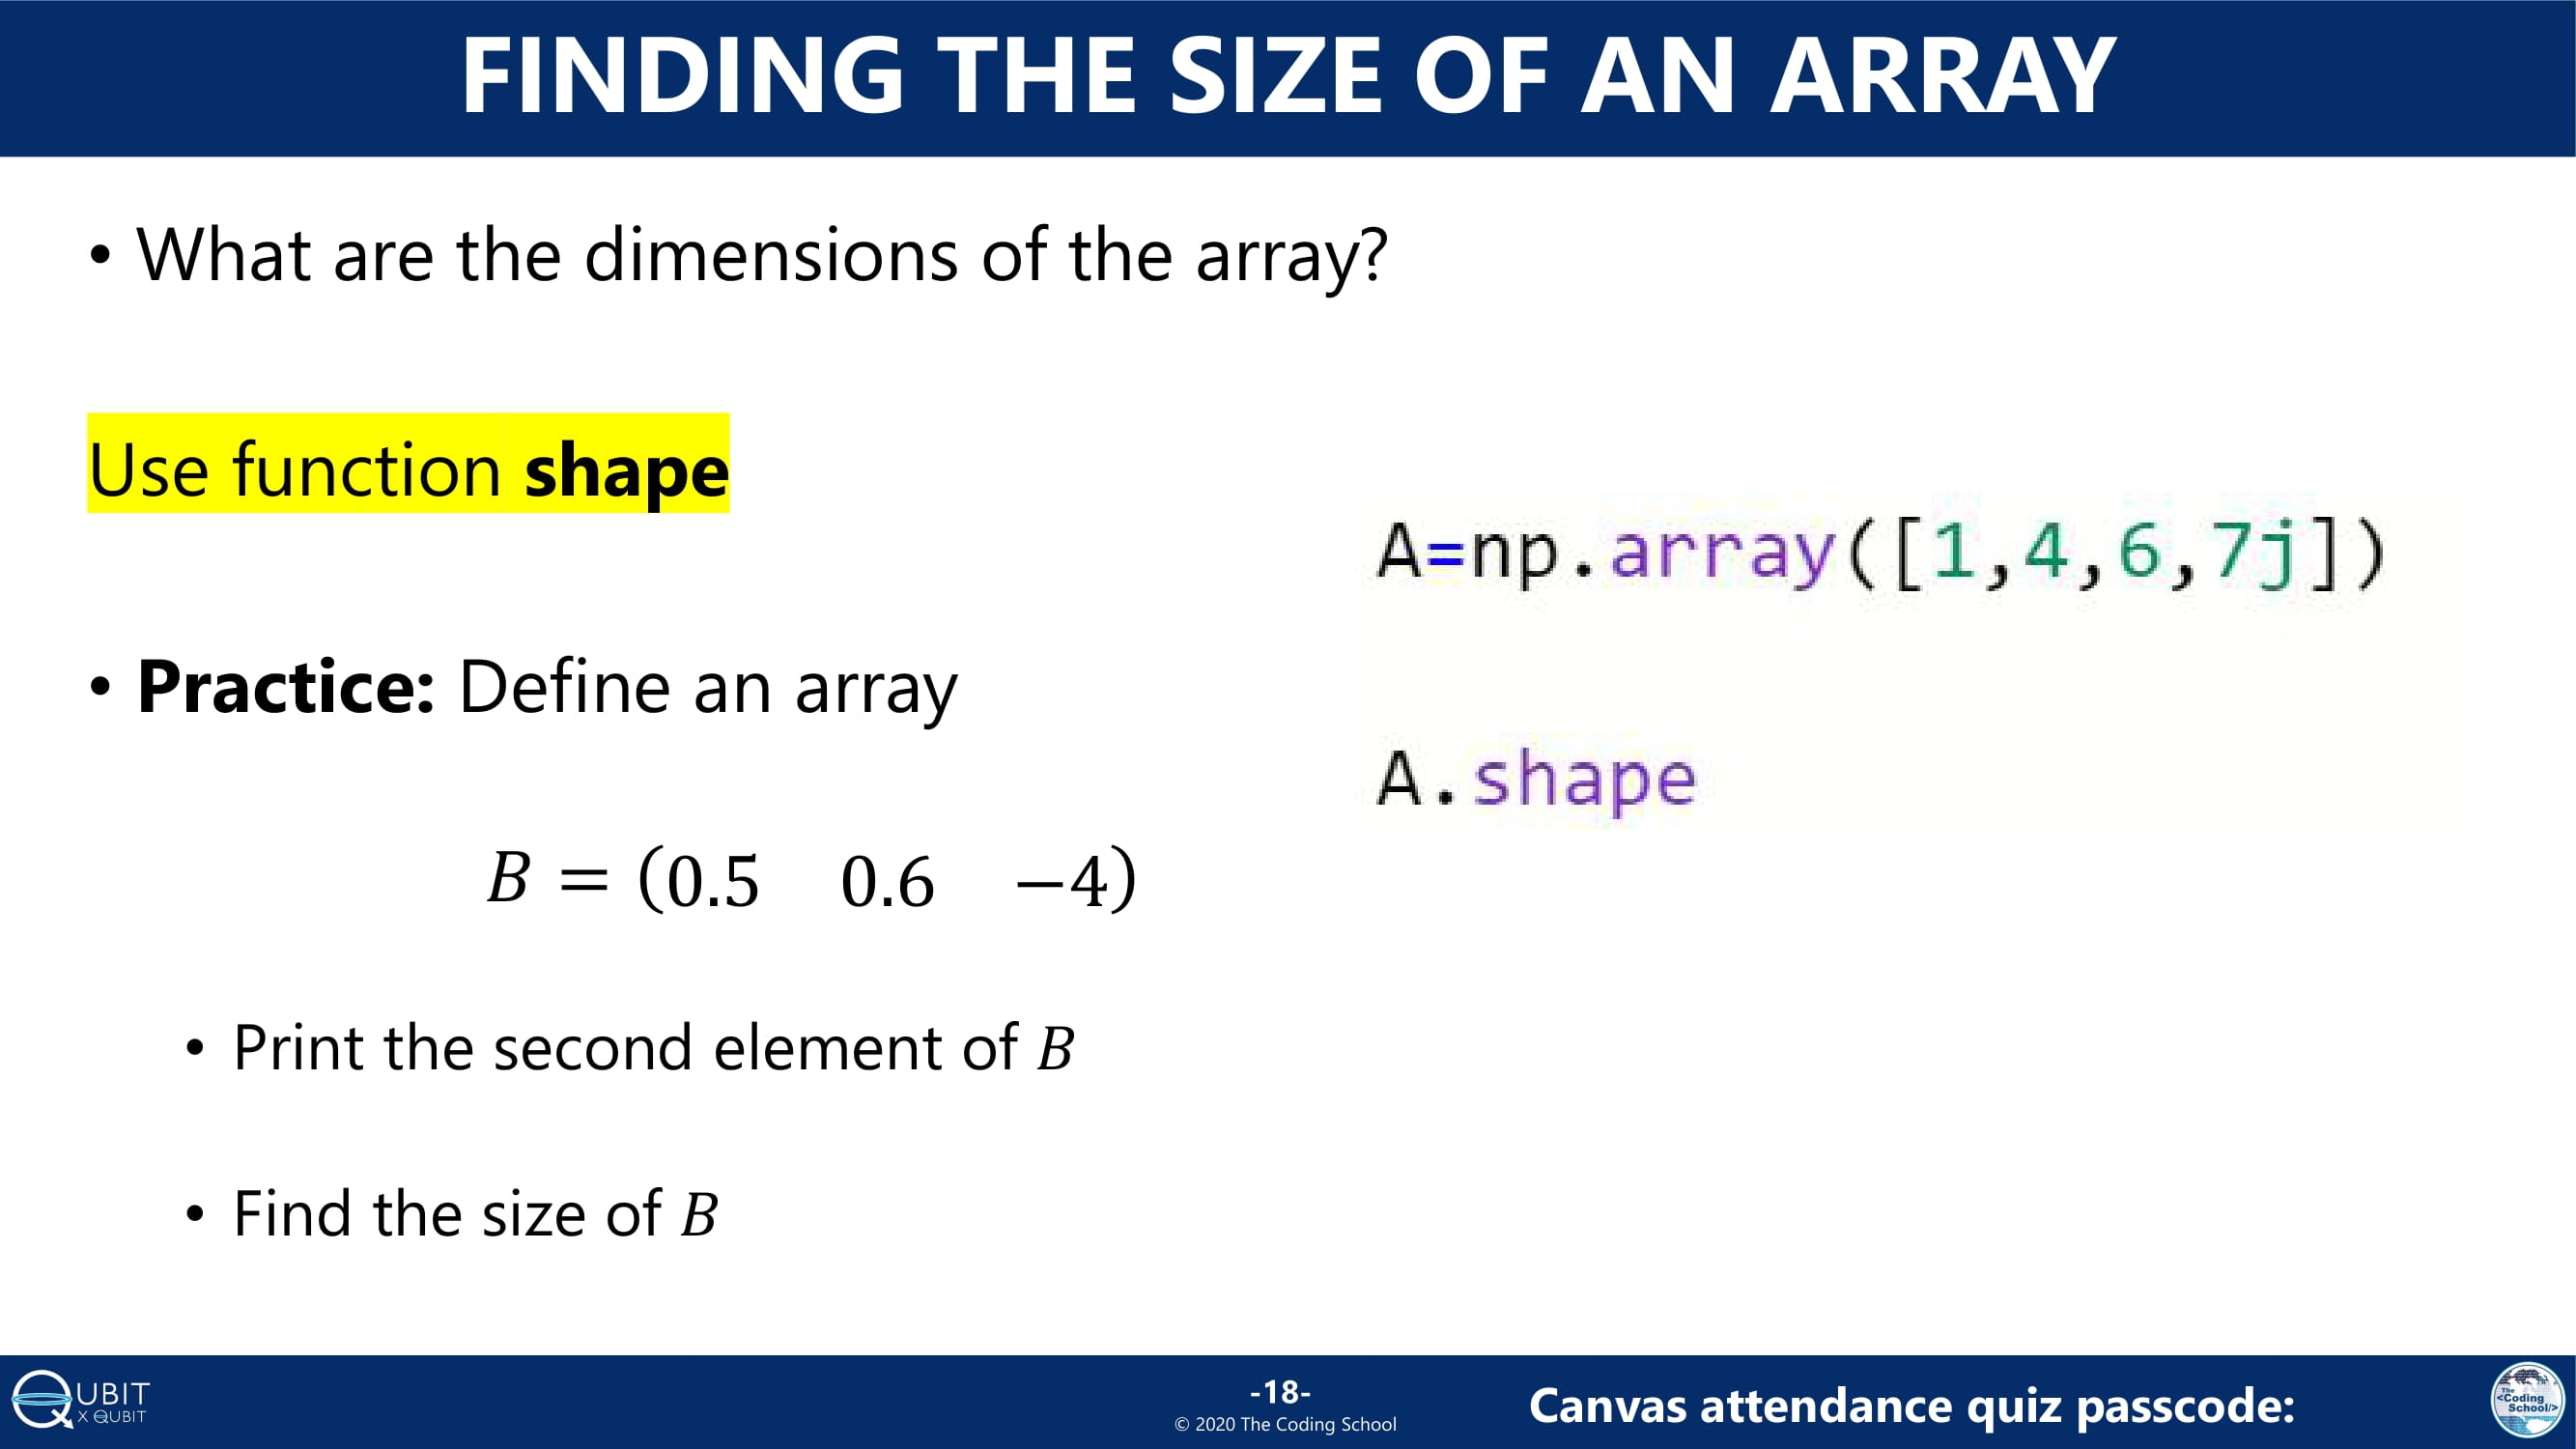 FINDING THE SIZE OF AN ARRAY
• What are the dimensions of the array?
Use function shape
• Practice: Define an array
B = (0.5 0.6 −4)
• Print the second element of B
• Find the size of B
A=np.array([1,4,6,7j])
A.shape
QUBIT
X QUBIT
-18-
© 2020 The Coding School
Canvas attendance quiz passcode:
The
<Coding
School/>